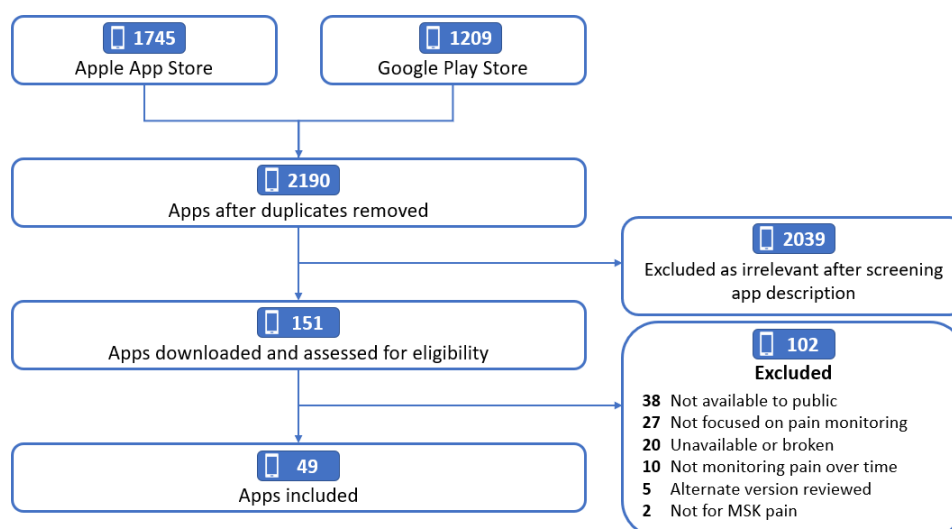 1745
Apple App Store
1209
Google Play Store
2190
Apps after duplicates removed
2039
Excluded as irrelevant after screening
app description
151
Apps downloaded and assessed for eligibility
102
Excluded
38 Not available to public
27 Not focused on pain monitoring
20 Unavailable or broken
10 Not monitoring pain over time
5 Alternate version reviewed
2 Not for MSK pain
49
Apps included